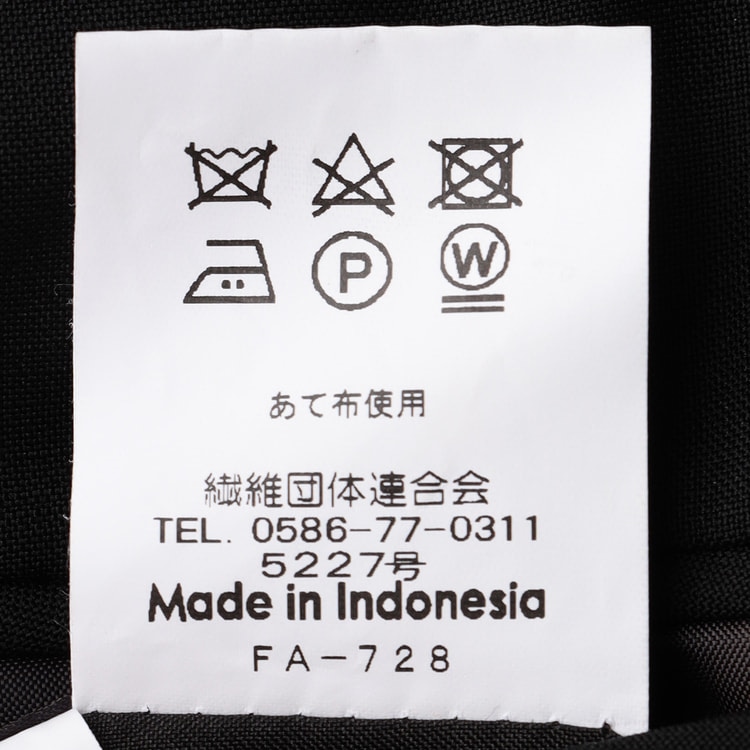 P W
あて布使用
繊維団体連合会
TEL. 0586-77-0311
5227号
Made in Indonesia
FA-728